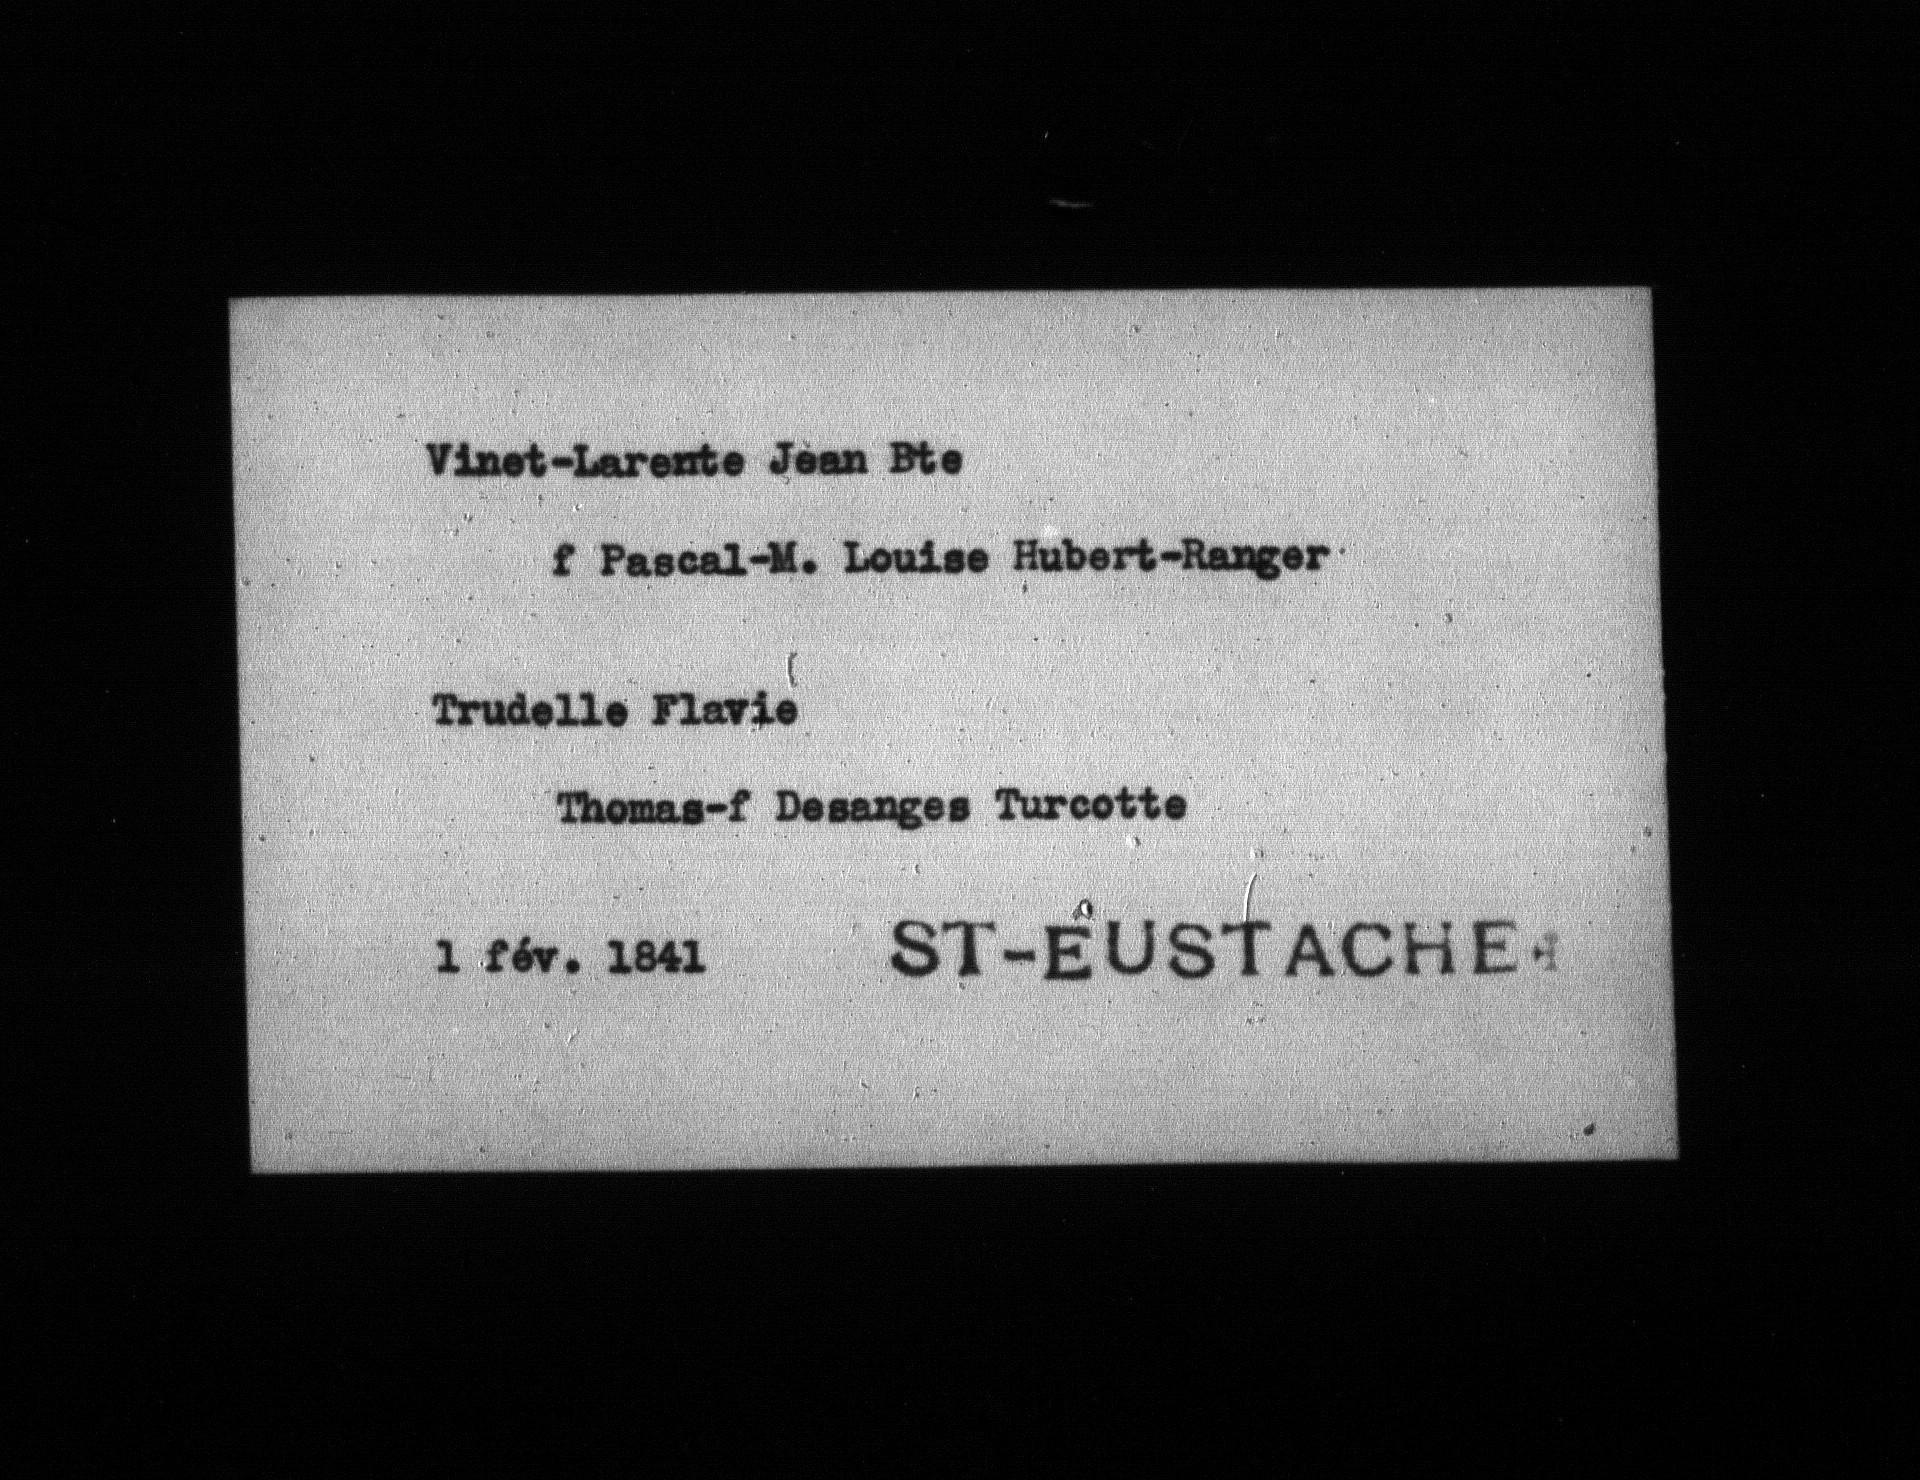 Vinet-Larente Jean Bte
f Pascal-M. Louise Hubert-Ranger
Trudelle Flavie
Thomas-f Desanges Turcotte
1 fév. 1841 ST-EUSTACHE